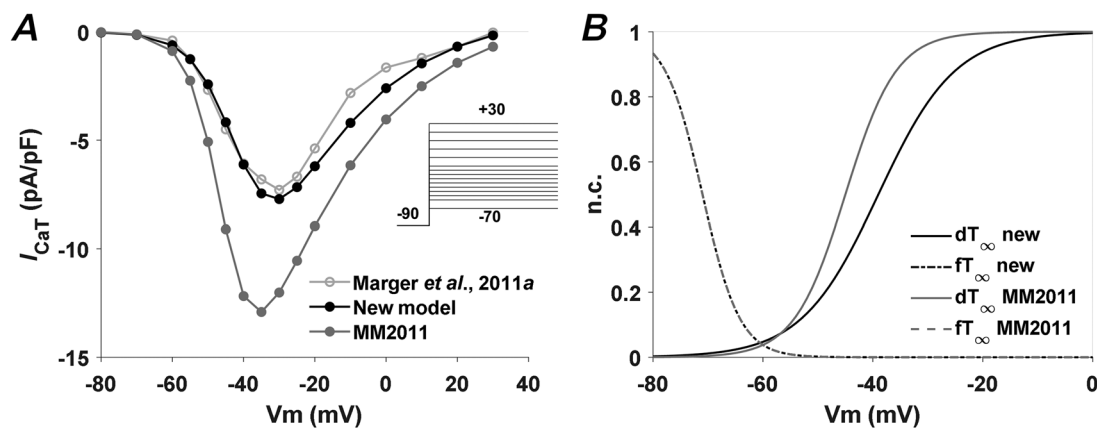 A
0
-5
-10
-15
I CaT (pA/pF)
-80 -60 -40 -20 0 20 40
Vm (mV)
+30
-90
-70
Marger et al., 2011a
New model
MM2011
B
1
0.8
0.6
0.4
0.2
0
n.c.
-80 -60 -40 -20 0
Vm (mV)
dT∞ new
fT∞ new
dT∞ MM2011
fT∞ MM2011